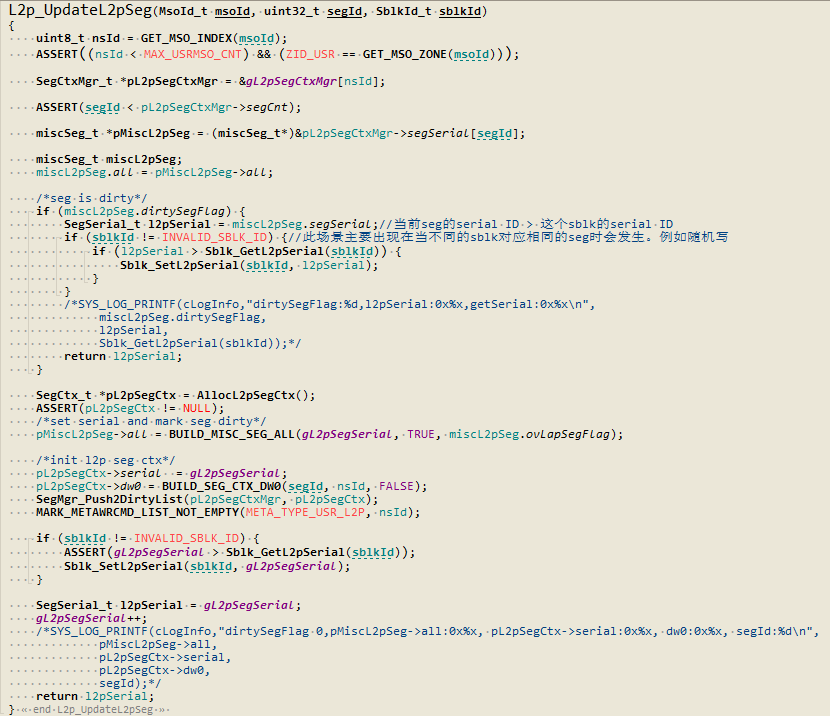 L2p_UpdateL2pSeg(MsoId_t msoId, uint32_t segId, SblkId_t sblkId)
{
    uint8_t nsId = GET_MSO_INDEX(msoId);
    ASSERT((nsId < MAX_USRMSO_CNT) && (ZID_USR == GET_MSO_ZONE(msoId)));

    SegCtxMgr_t *pL2pSegCtxMgr = &gL2pSegCtxMgr[nsId];

    ASSERT(segId < pL2pSegCtxMgr->segCnt);

    miscSeg_t *pMiscL2pSeg = (miscSeg_t*)&pL2pSegCtxMgr->segSerial[segId];

    miscSeg_t miscL2pSeg;
    miscL2pSeg.all = pMiscL2pSeg->all;

    /*seg is dirty*/
    if (miscL2pSeg.dirtySegFlag) {
        SegSerial_t l2pSerial = miscL2pSeg.segSerial;//当前seg的serial ID > 这个sblk的serial ID
        if (sblkId != INVALID_SBLK_ID) {//此场景主要出现在当不同的sblk对应相同的seg时会发生。例如随机写
            if (l2pSerial > Sblk_GetL2pSerial(sblkId)) {
                Sblk_SetL2pSerial(sblkId, l2pSerial);
            }
        }
        /*SYS_LOG_PRINTF(cLogInfo,"dirtySegFlag:%d,l2pSerial:0x%x,getSerial:0x%x\n",
             miscL2pSeg.dirtySegFlag,
             l2pSerial,
             Sblk_GetL2pSerial(sblkId));*/
        return l2pSerial;
    }

    SegCtx_t *pL2pSegCtx = AllocL2pSegCtx();
    ASSERT(pL2pSegCtx != NULL);
    /*set serial and mark seg dirty*/
    pMiscL2pSeg->all = BUILD_MISC_SEG_ALL(gL2pSegSerial, TRUE, miscL2pSeg.ovLapSegFlag);

    /*init l2p seg ctx*/
    pL2pSegCtx->serial  = gL2pSegSerial;
    pL2pSegCtx->dw0 = BUILD_SEG_CTX_DW0(segId, nsId, FALSE);
    SegMgr_Push2DirtyList(pL2pSegCtxMgr, pL2pSegCtx);
    MARK_METAWRCMD_LIST_NOT_EMPTY(META_TYPE_USR_L2P, nsId);

    if (sblkId != INVALID_SBLK_ID) {
        ASSERT(gL2pSegSerial > Sblk_GetL2pSerial(sblkId));
        Sblk_SetL2pSerial(sblkId, gL2pSegSerial);
    }

    SegSerial_t l2pSerial = gL2pSegSerial;
    gL2pSegSerial++;
    /*SYS_LOG_PRINTF(cLogInfo,"dirtySegFlag 0,pMiscL2pSeg->all:0x%x, pL2pSegCtx->serial:0x%x, dw0:0x%x, segId:%d\n",
             pMiscL2pSeg->all,
             pL2pSegCtx->serial,
             pL2pSegCtx->dw0,
             segId);*/
    return l2pSerial;
} « end L2p_UpdateL2pSeg »